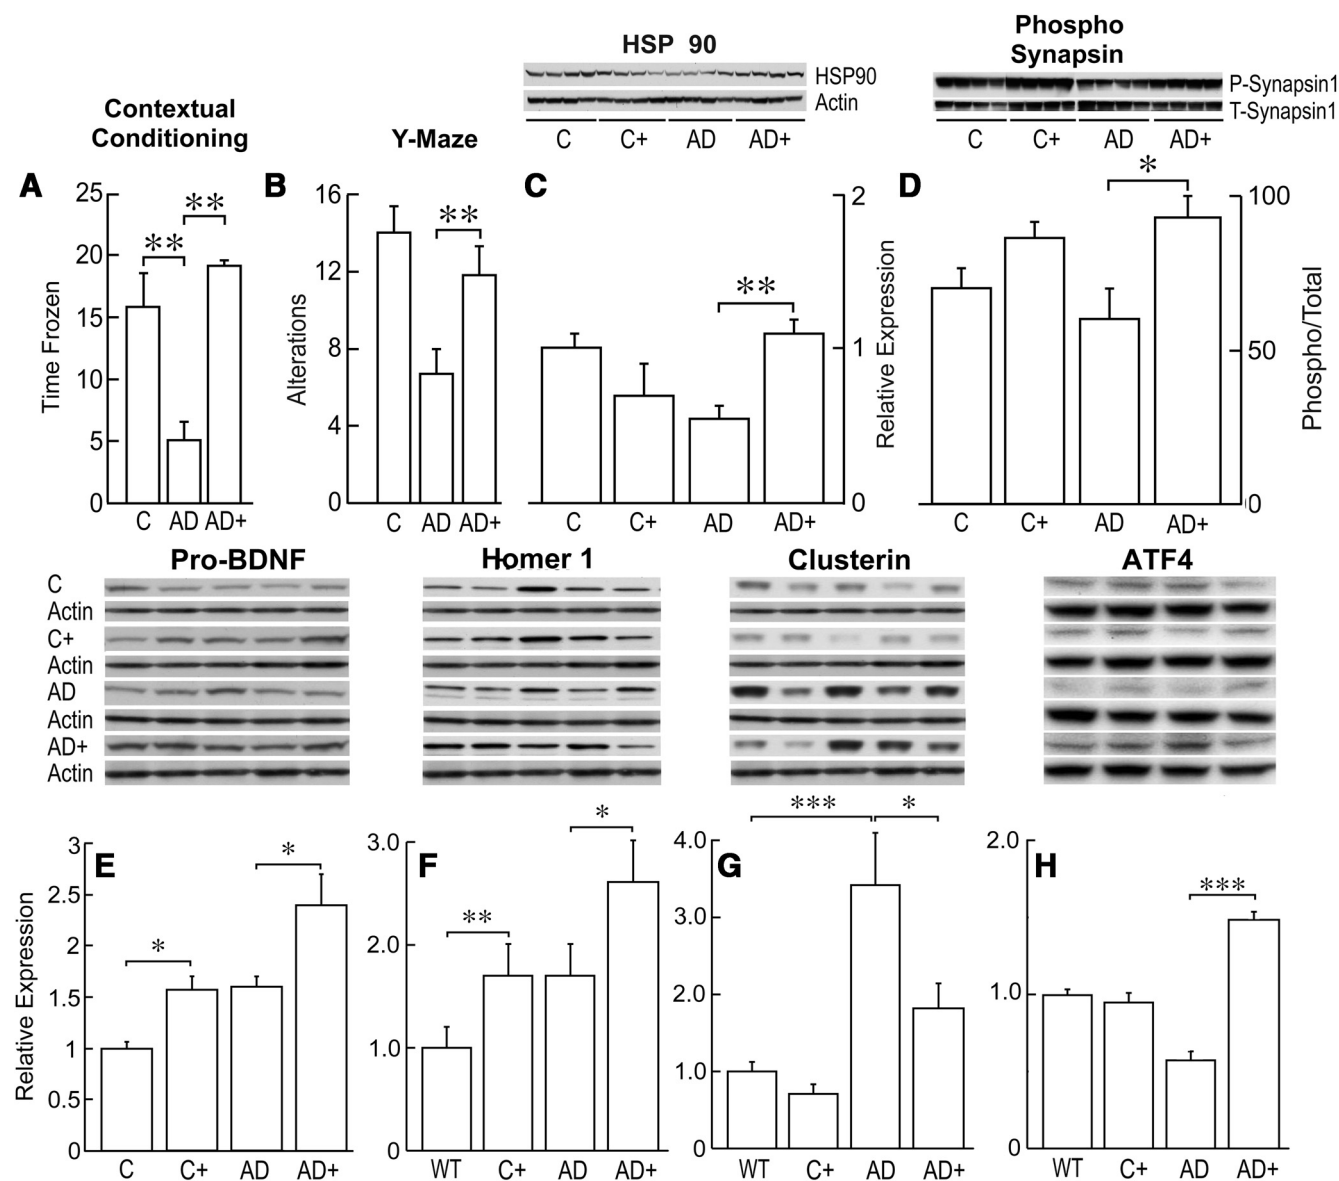 HSP 90
HSP90
Actin
C C+ AD AD+
Phospho
Synapsin
P-Synapsin1
T-Synapsin1
C C+ AD AD+
Contextual
Conditioning
A
25
20
15
10
5
0
Time Frozen
**
**
C AD AD+
Y-Maze
B
16
12
8
4
0
Alterations
**
C AD AD+
C
2
1
0
Relative Expression
**
C C+ AD AD+
D
100
50
0
Phospho/Total
*
C C+ AD AD+
Pro-BDNF
Homer 1
Clusterin
ATF4
C
Actin
C+
Actin
AD
Actin
AD+
Actin
E
3
2.5
2
1.5
1
0.5
0
Relative Expression
*
*
C C+ AD AD+
F
3.0
2.0
1.0
0
**
*
WT C+ AD AD+
G
4.0
3.0
2.0
1.0
0
***
*
WT C+ AD AD+
H
2.0
1.0
0
***
WT C+ AD AD+